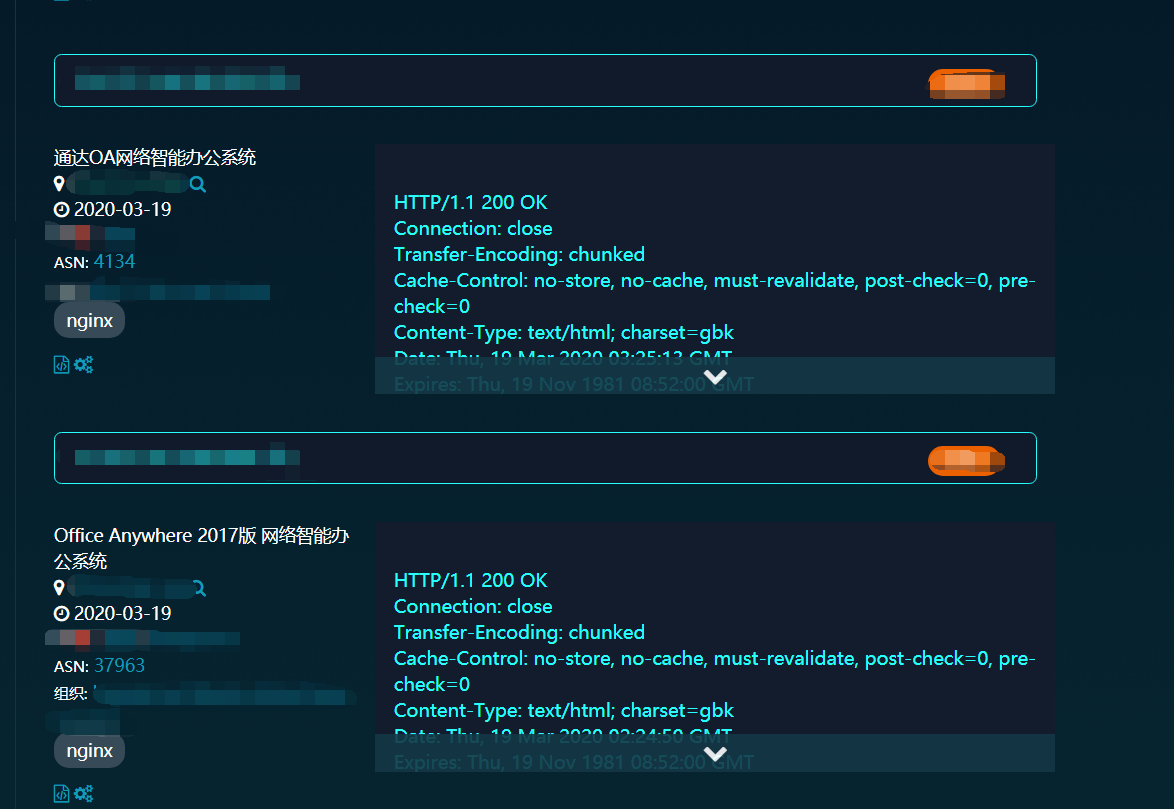 通达OA网络智能办公系统
2020-03-19
ASN: 4134
nginx
HTTP/1.1 200 OK
Connection: close
Transfer-Encoding: chunked
Cache-Control: no-store, no-cache, must-revalidate, post-check=0, pre-
check=0
Content-Type: text/html; charset=gbk
Date: Thu, 19 Mar 2020 03:25:13 GMT
Expires: Thu, 19 Nov 1981 08:52:00 GMT
Office Anywhere 2017版 网络智能办
公系统
2020-03-19
ASN: 37963
组织:
nginx
HTTP/1.1 200 OK
Connection: close
Transfer-Encoding: chunked
Cache-Control: no-store, no-cache, must-revalidate, post-check=0, pre-
check=0
Content-Type: text/html; charset=gbk
Date: Thu, 19 Mar 2020 02:24:50 GMT
Expires: Thu, 19 Nov 1981 08:52:00 GMT